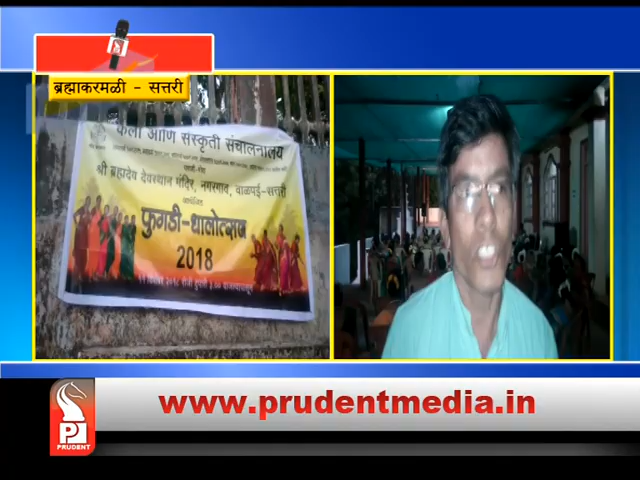 ब्रह्माकरमळी - सत्तरी
कला आणि संस्कृती संचालनालय
श्री ब्रह्मदेव देवस्थान मंदिर, नगरगांव, वाळपई-सत्तरी
आयोजित
फुगडी-धालोत्सव
2018
www.prudentmedia.in
PRUDENT